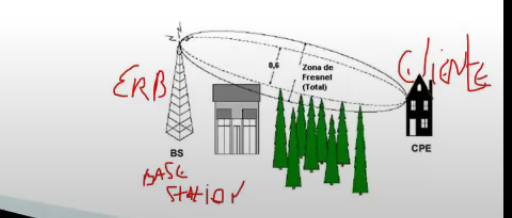 ERB
0,6
Zona de
Fresnel
(Total)
CliENTE
BS
CPE
BASE
STATiON